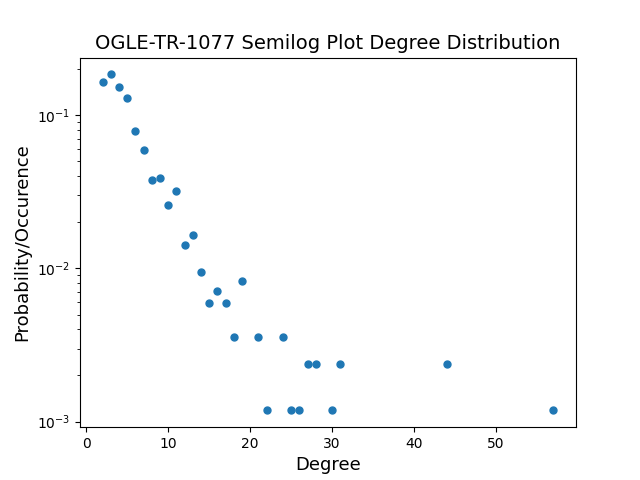 OGLE-TR-1077 Semilog Plot Degree Distribution
Probability/Occurence
10⁻¹
10⁻²
10⁻³
0 10 20 30 40 50
Degree